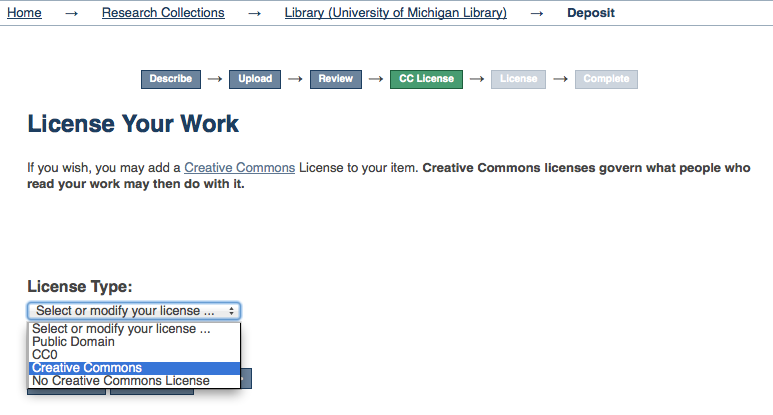 Home → Research Collections → Library (University of Michigan Library) → Deposit
Describe → Upload → Review → CC License → License → Complete
License Your Work
If you wish, you may add a Creative Commons License to your item. Creative Commons licenses govern what people who
read your work may then do with it.
License Type:
Select or modify your license ...
Select or modify your license ...
Public Domain
CC0
Creative Commons
No Creative Commons License